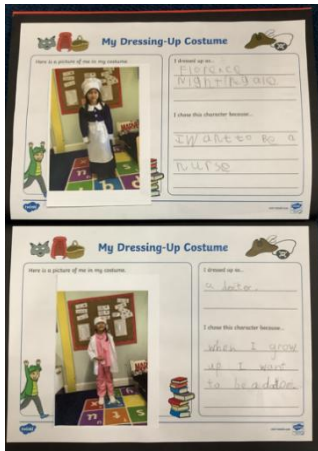 My Dressing-Up Costume
Here is a picture of me in my costume.
I dressed up as...
Florence
Nightingale
I chose this character because...
I want to be a
nurse
My Dressing-Up Costume
Here is a picture of me in my costume.
I dressed up as...
a doctor.
I chose this character because...
when I grow
up I want
to be a doctor